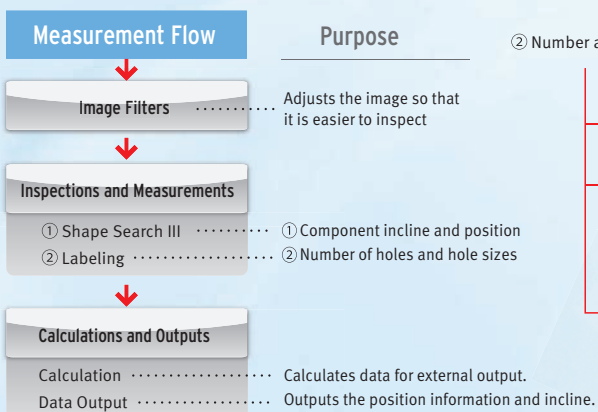 Measurement Flow
Purpose
② Number a
Image Filters ··········· Adjusts the image so that
it is easier to inspect
Inspections and Measurements
① Shape Search III ·········· ① Component incline and position
② Labeling ·················· ② Number of holes and hole sizes
Calculations and Outputs
Calculation ·················· Calculates data for external output.
Data Output ················· Outputs the position information and incline.